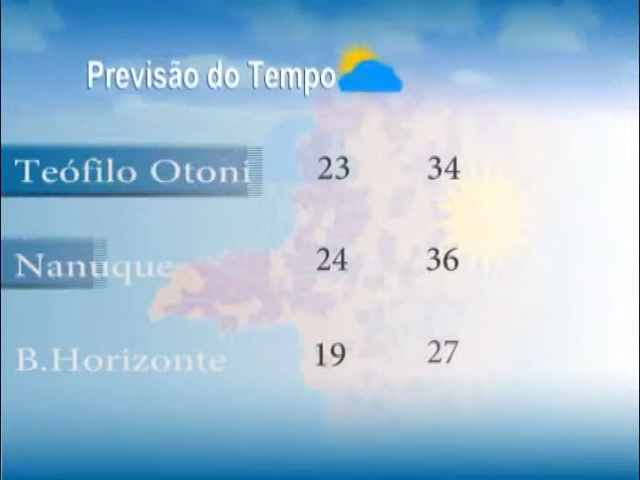 Previsão do Tempo
Teófilo Otoni 23 34
Nanuque 24 36
B.Horizonte 19 27